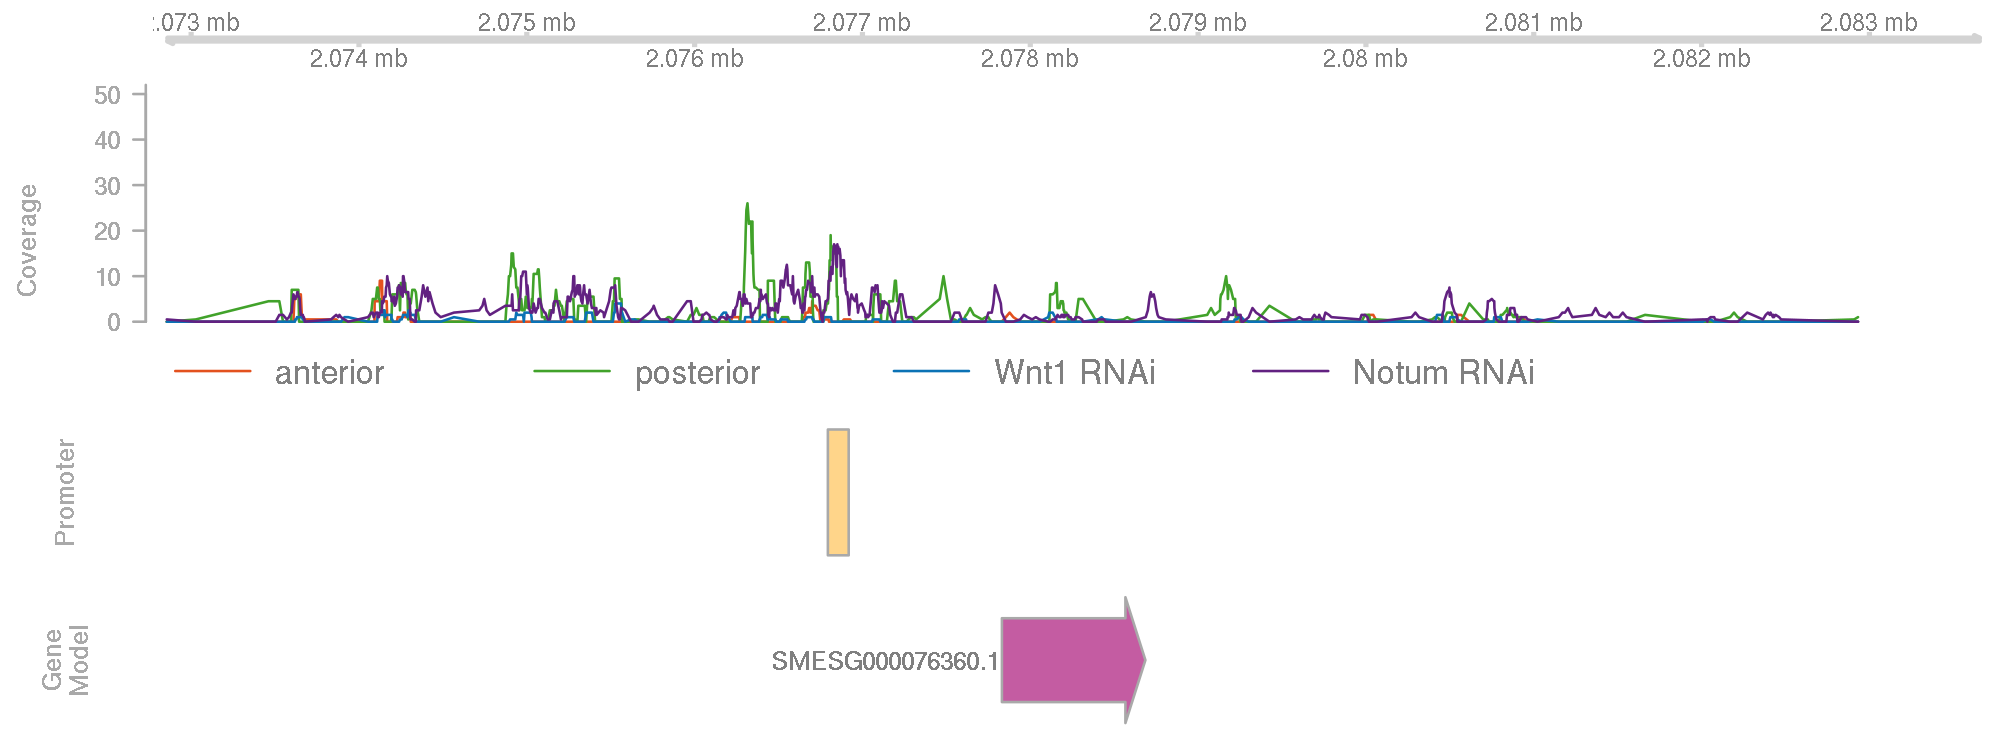 .073 mb 2.075 mb 2.077 mb 2.079 mb 2.081 mb 2.083 mb
2.074 mb 2.076 mb 2.078 mb 2.08 mb 2.082 mb
50
40
30
20
10
0
Coverage
anterior posterior Wnt1 RNAi Notum RNAi
Promoter
Gene
Model
SMESG000076360.1